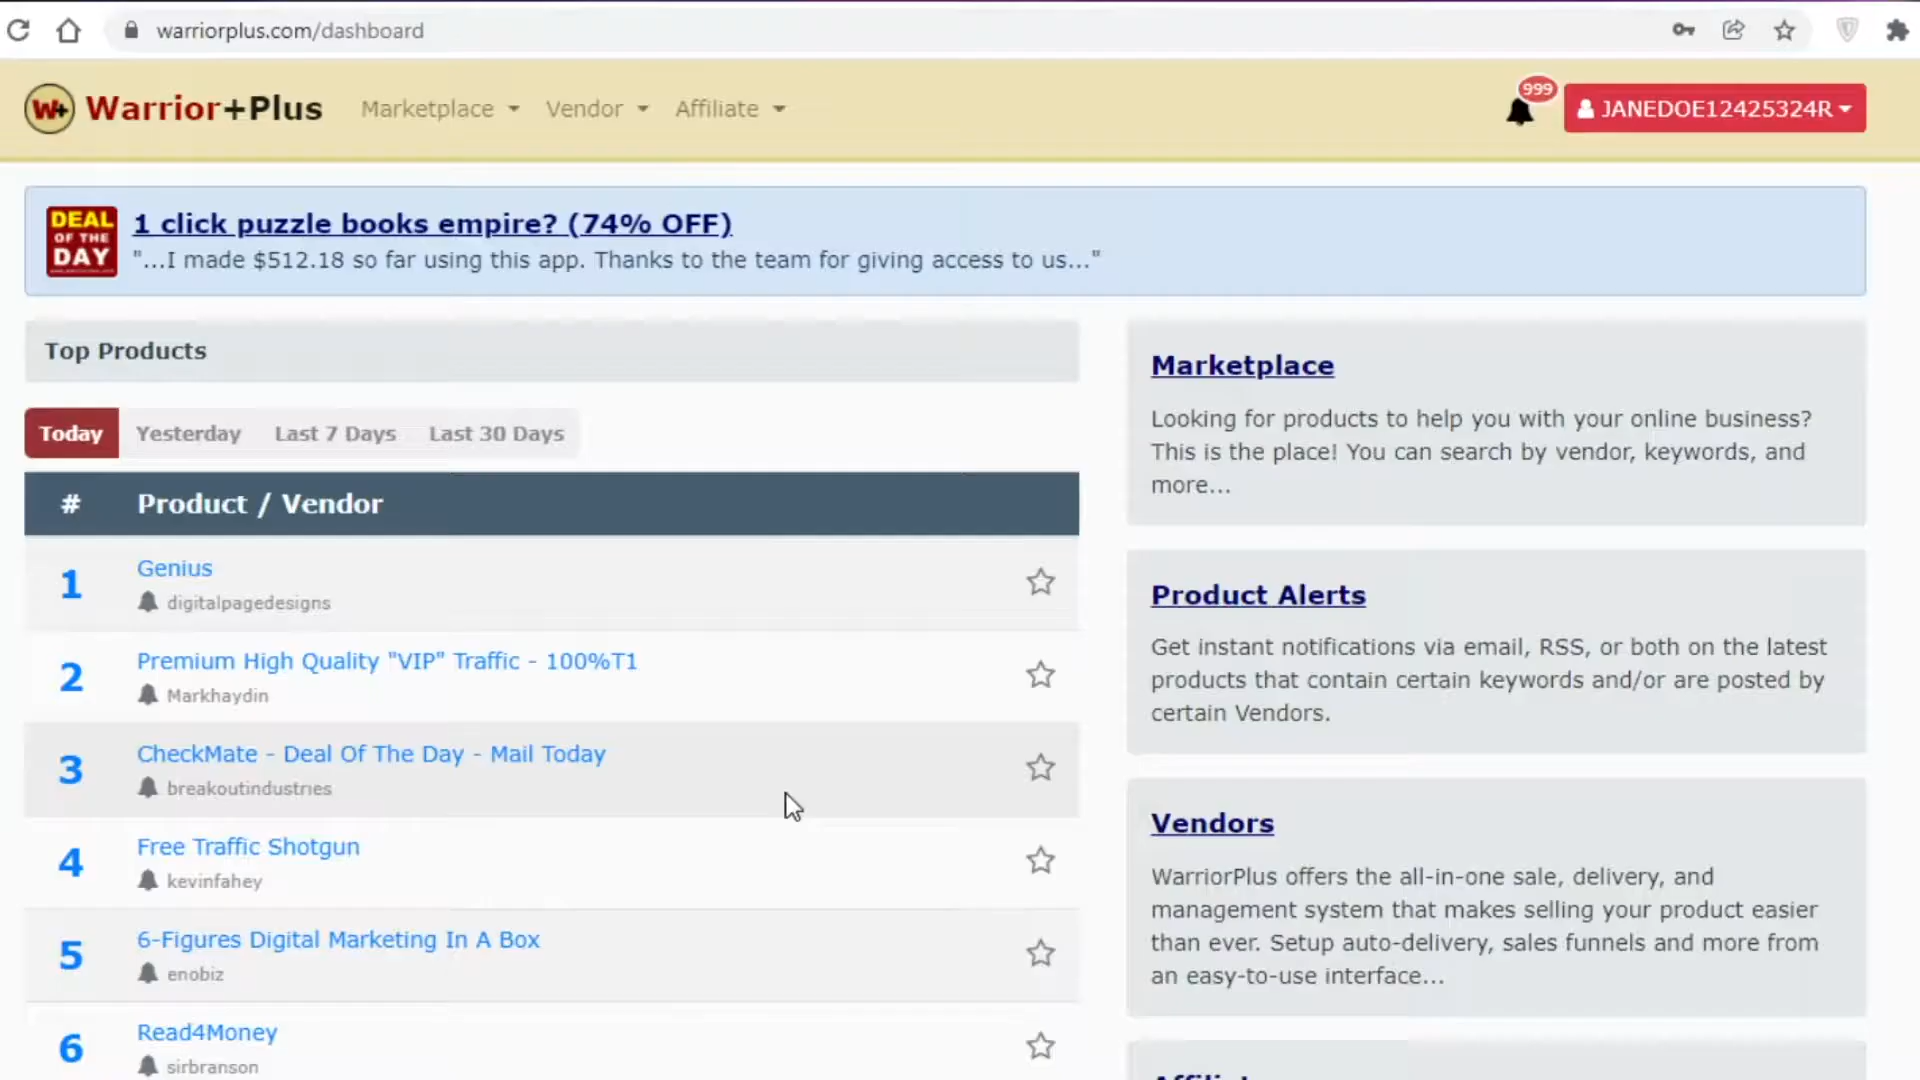 warriorplus.com/dashboard
W+ Warrior+Plus Marketplace Vendor Affiliate 999 JANEDOE12425324R
DEAL OF THE DAY
1 click puzzle books empire? (74% OFF)
"...I made $512.18 so far using this app. Thanks to the team for giving access to us..."
Top Products
Today Yesterday Last 7 Days Last 30 Days
# Product / Vendor
1 Genius
digitalpagedesigns
2 Premium High Quality "VIP" Traffic - 100%T1
Markhaydin
3 CheckMate - Deal Of The Day - Mail Today
breakoutindustries
4 Free Traffic Shotgun
kevinfahey
5 6-Figures Digital Marketing In A Box
enobiz
6 Read4Money
sirbranson
Marketplace
Looking for products to help you with your online business?
This is the place! You can search by vendor, keywords, and
more...
Product Alerts
Get instant notifications via email, RSS, or both on the latest
products that contain certain keywords and/or are posted by
certain Vendors.
Vendors
WarriorPlus offers the all-in-one sale, delivery, and
management system that makes selling your product easier
than ever. Setup auto-delivery, sales funnels and more from
an easy-to-use interface...